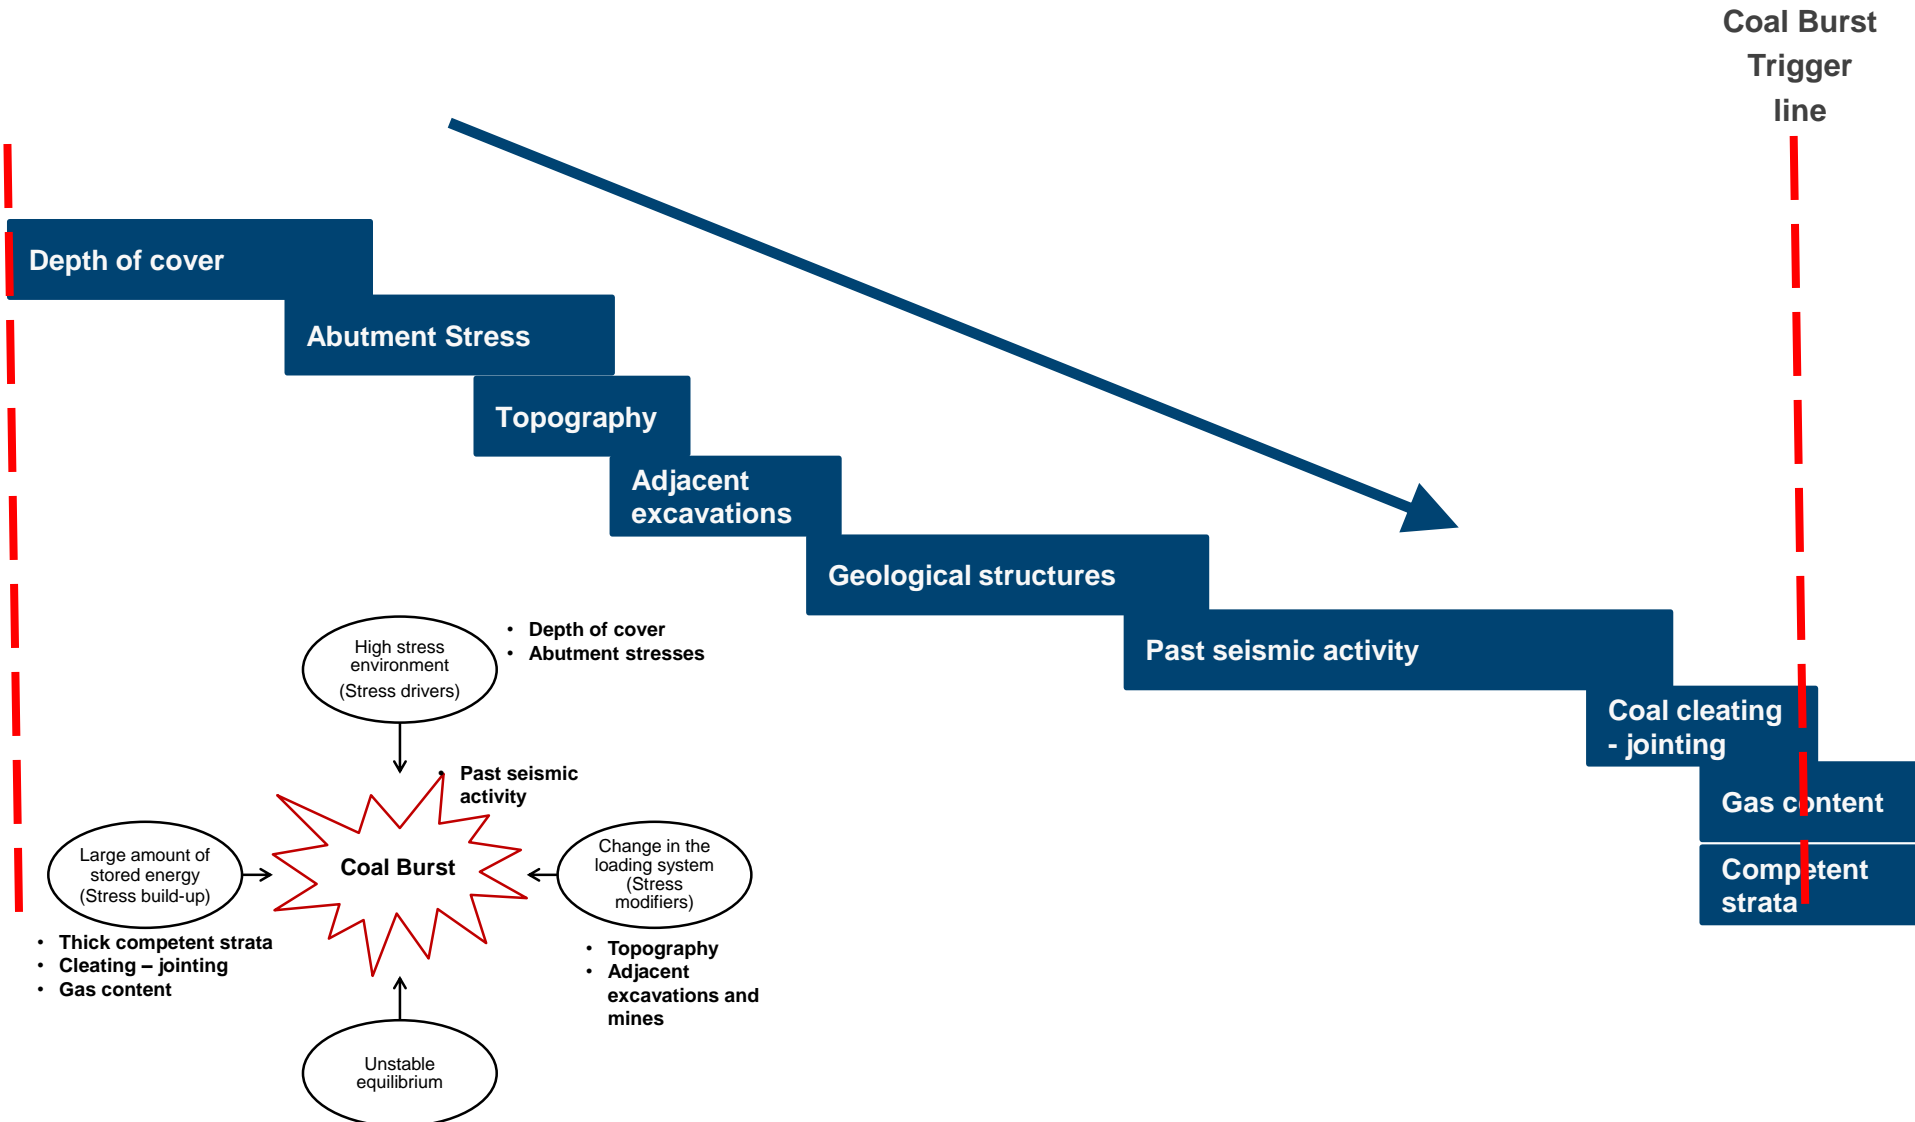 Coal Burst
Trigger
line
Depth of cover
Abutment Stress
Topography
Adjacent
excavations
Geological structures
Past seismic activity
Coal cleating
- jointing
Gas content
Competent
strata
High stress
environment
(Stress drivers)
• Depth of cover
• Abutment stresses
• Past seismic
activity
Large amount of
stored energy
(Stress build-up)
Coal Burst
Change in the
loading system
(Stress
modifiers)
• Thick competent strata
• Cleating – jointing
• Gas content
• Topography
• Adjacent
excavations and
mines
Unstable
equilibrium